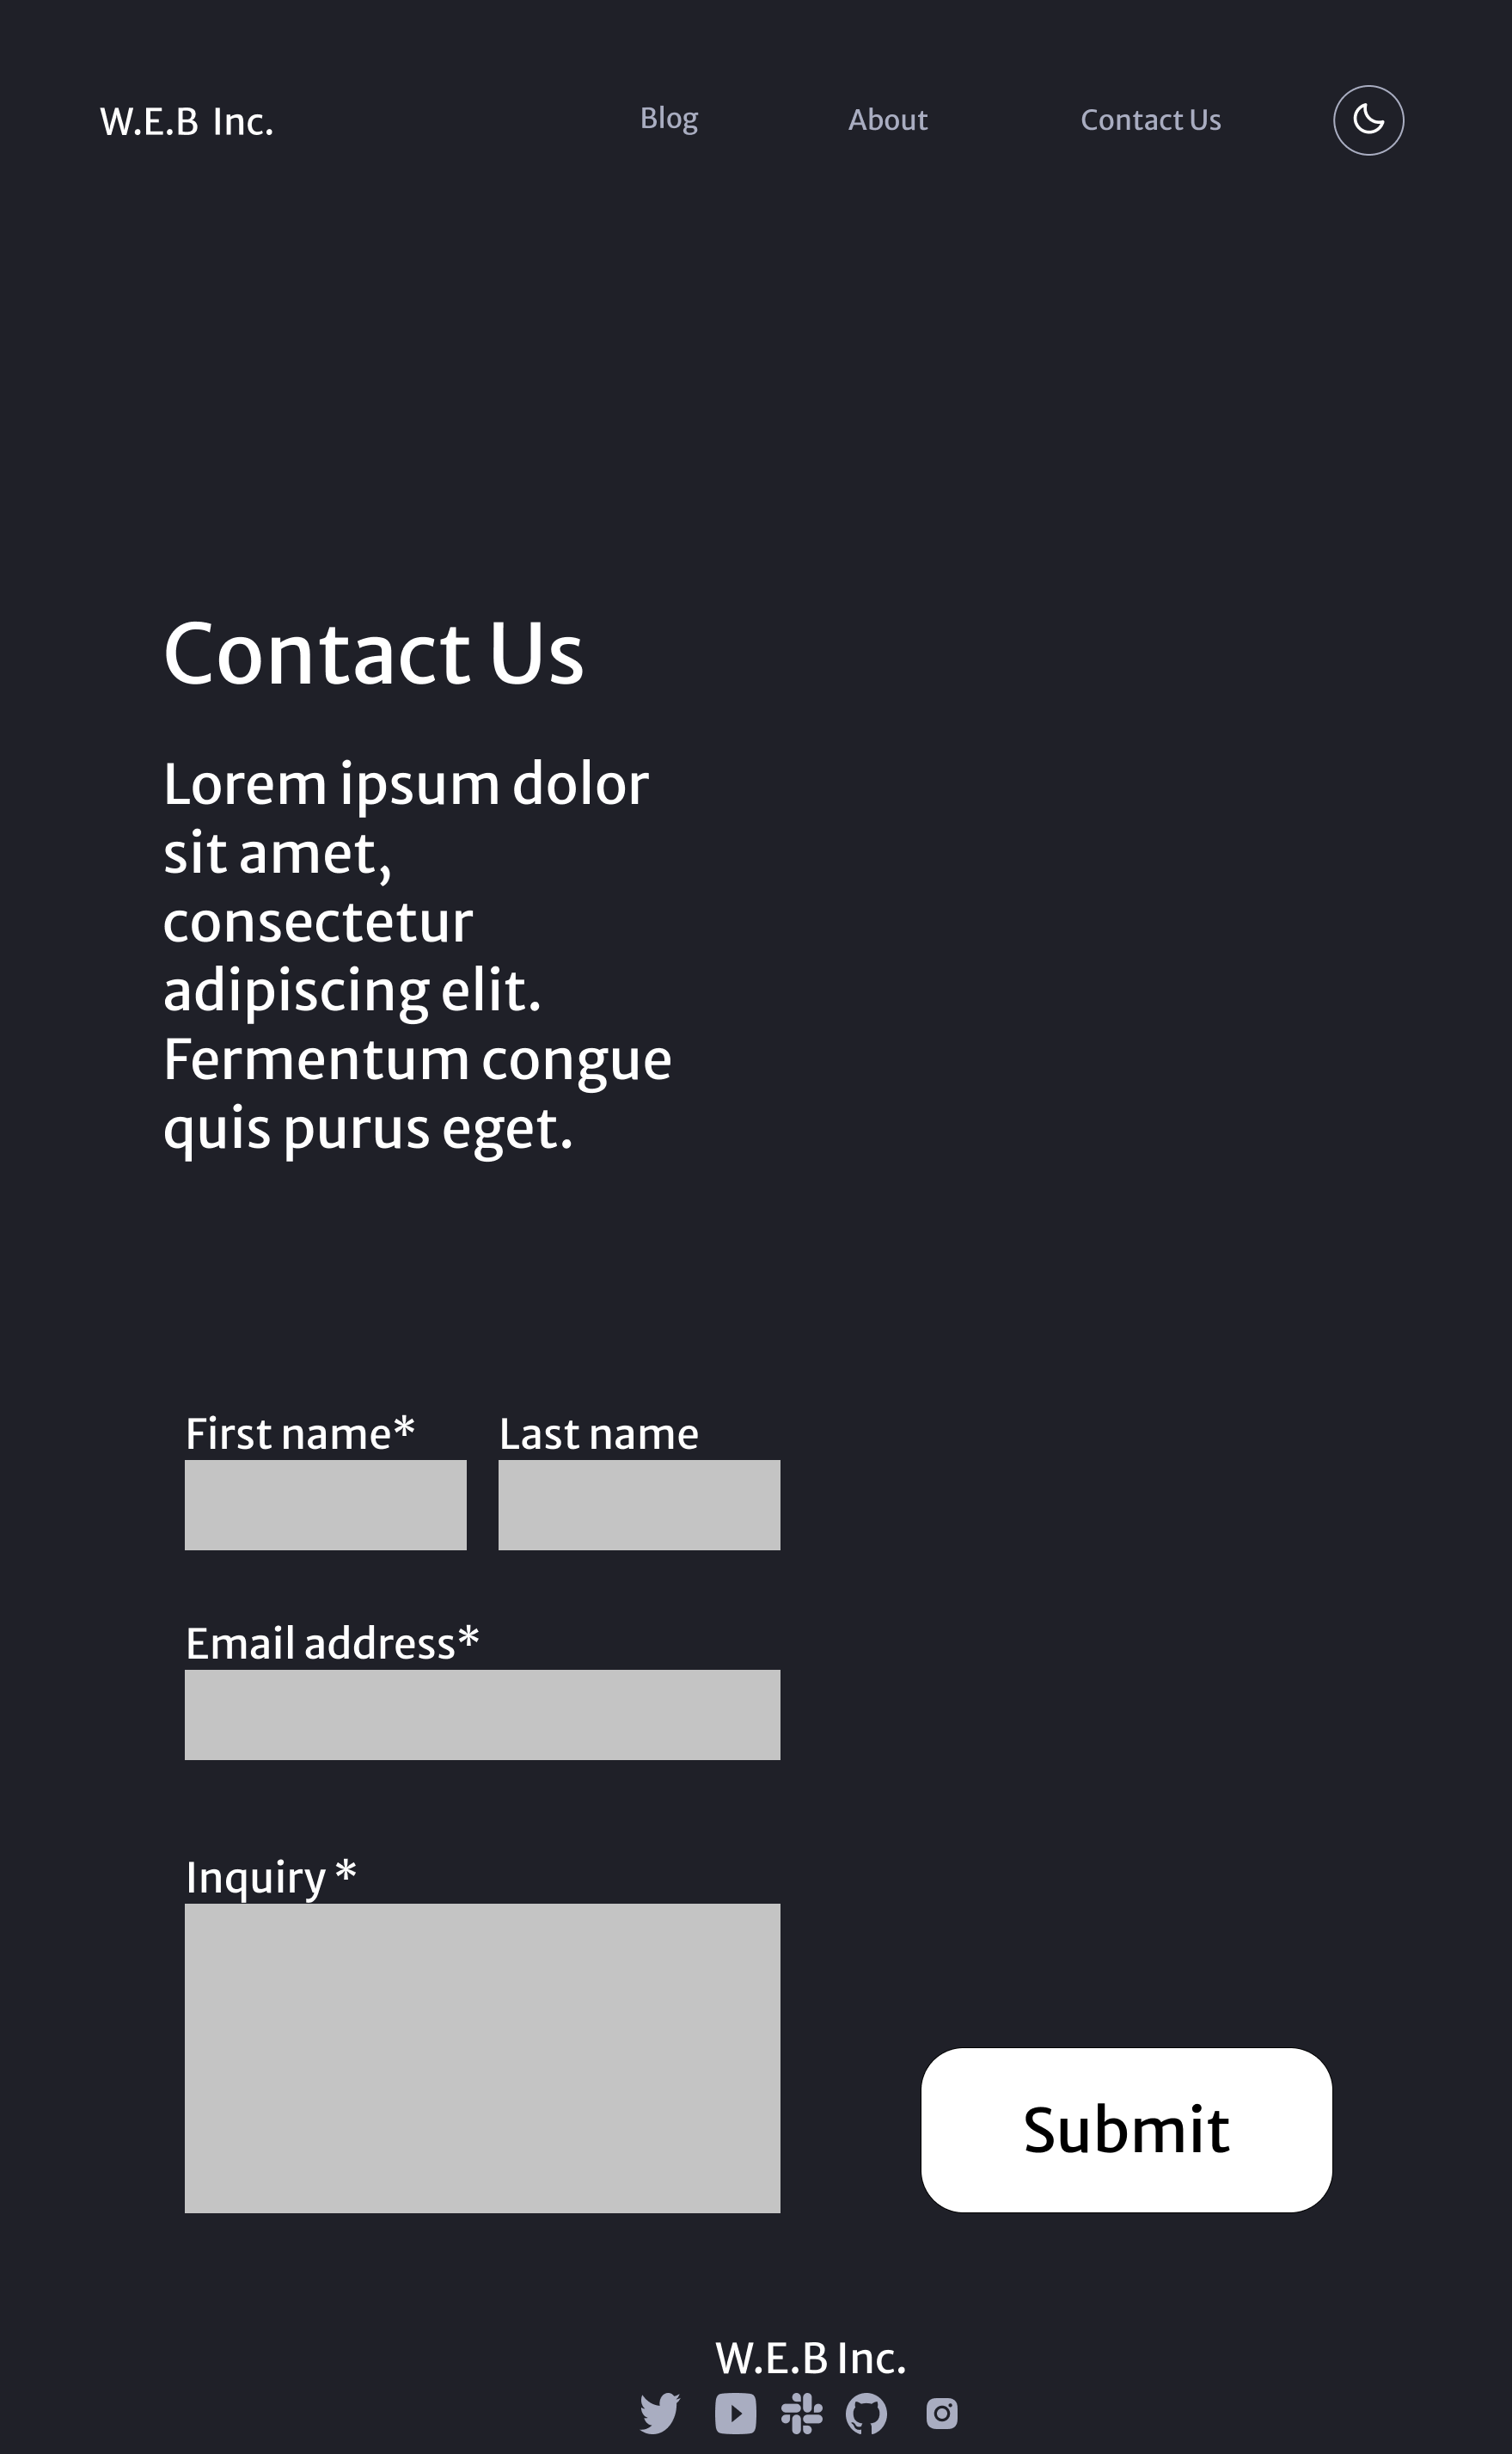 W.E.B Inc.
Blog
About
Contact Us
Contact Us
Lorem ipsum dolor
sit amet,
consectetur
adipiscing elit.
Fermentum congue
quis purus eget.
First name*
Last name
Email address*
Inquiry *
Submit
W.E.B Inc.